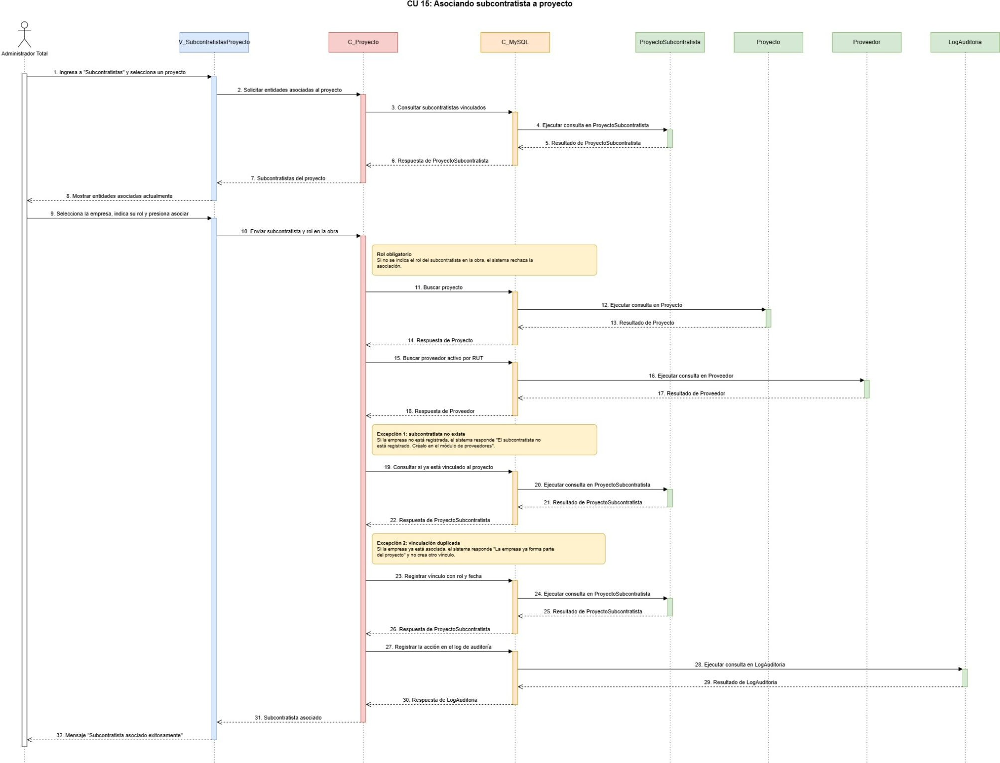 CU 15: Asociando subcontratista a proyecto
Administrador Total
V_SubcontratistasProyecto
C_Proyecto
C_MySQL
ProyectoSubcontratista
Proyecto
Proveedor
LogAuditoria
1. Ingresa a "Subcontratistas" y selecciona un proyecto
2. Solicitar entidades asociadas al proyecto
3. Consultar subcontratistas vinculados
4. Ejecutar consulta en ProyectoSubcontratista
5. Resultado de ProyectoSubcontratista
6. Respuesta de ProyectoSubcontratista
7. Subcontratistas del proyecto
8. Mostrar entidades asociadas actualmente
9. Selecciona la empresa, indica su rol y presiona asociar
10. Enviar subcontratista y rol en la obra
Rol obligatorio
Si no se indica el rol del subcontratista en la obra, el sistema rechaza la
asociación.
11. Buscar proyecto
12. Ejecutar consulta en Proyecto
13. Resultado de Proyecto
14. Respuesta de Proyecto
15. Buscar proveedor activo por RUT
16. Ejecutar consulta en Proveedor
17. Resultado de Proveedor
18. Respuesta de Proveedor
Excepción 1: subcontratista no existe
Si la empresa no está registrada, el sistema responde "El subcontratista no
está registrado. Créalo en el módulo de proveedores".
19. Consultar si ya está vinculado al proyecto
20. Ejecutar consulta en ProyectoSubcontratista
21. Resultado de ProyectoSubcontratista
22. Respuesta de ProyectoSubcontratista
Excepción 2: vinculación duplicada
Si la empresa ya está asociada, el sistema responde "La empresa ya forma parte
del proyecto" y no crea otro vínculo.
23. Registrar vínculo con rol y fecha
24. Ejecutar consulta en ProyectoSubcontratista
25. Resultado de ProyectoSubcontratista
26. Respuesta de ProyectoSubcontratista
27. Registrar la acción en el log de auditoría
28. Ejecutar consulta en LogAuditoria
29. Resultado de LogAuditoria
30. Respuesta de LogAuditoria
31. Subcontratista asociado
32. Mensaje "Subcontratista asociado exitosamente"